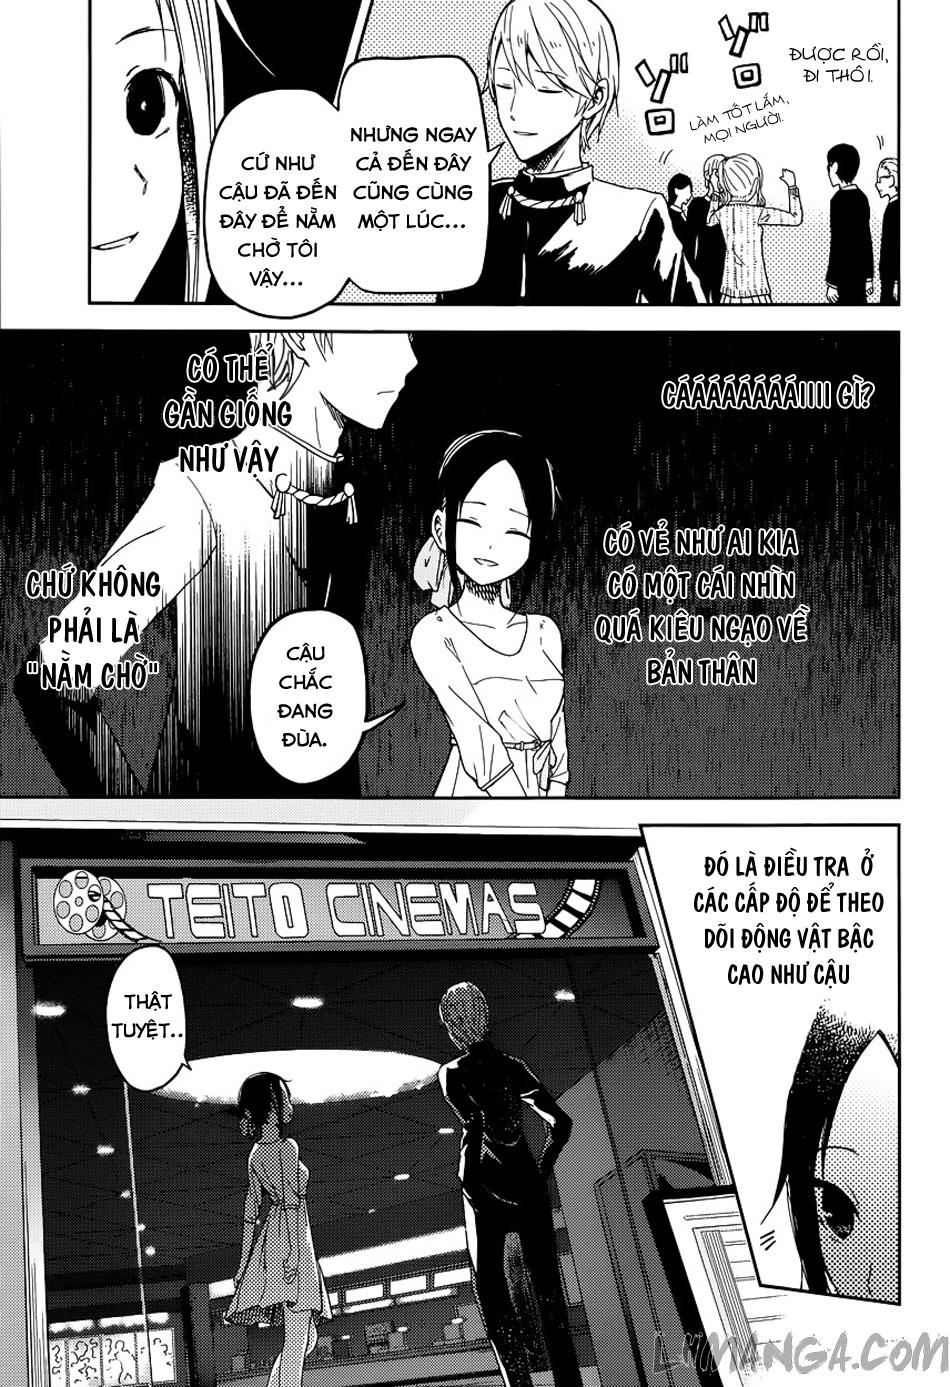 ĐƯỢC RỒI,
ĐI THÔI.
LÀM TỐT LẮM,
MỌI NGƯỜI.
ゾロ
ゾロ
NHƯNG NGAY
CẢ ĐẾN ĐÂY
CŨNG CÙNG
MỘT LÚC...
CỨ NHƯ
CẬU ĐÃ ĐẾN
ĐÂY ĐỂ NẰM
CHỜ TÔI
VẬY...
CÁÁÁÁÁÁÁÁIIII GÌ?
CÓ VẺ NHƯ AI KIA
CÓ MỘT CÁI NHÌN
QUÁ KIÊU NGẠO VỀ
BẢN THÂN
CÓ THỂ
GẦN GIỐNG
NHƯ VẬY
CHỨ KHÔNG
PHẢI LÀ
"NẰM CHỜ"
CẬU
CHẮC
ĐANG
ĐÙA.
ĐÓ LÀ ĐIỀU TRA Ở
CÁC CẤP ĐỘ ĐỂ THEO
DÕI ĐỘNG VẬT BẬC
CAO NHƯ CẬU
TEITO CINEMAS
THẬT
TUYỆT..
LHMANGA.COM